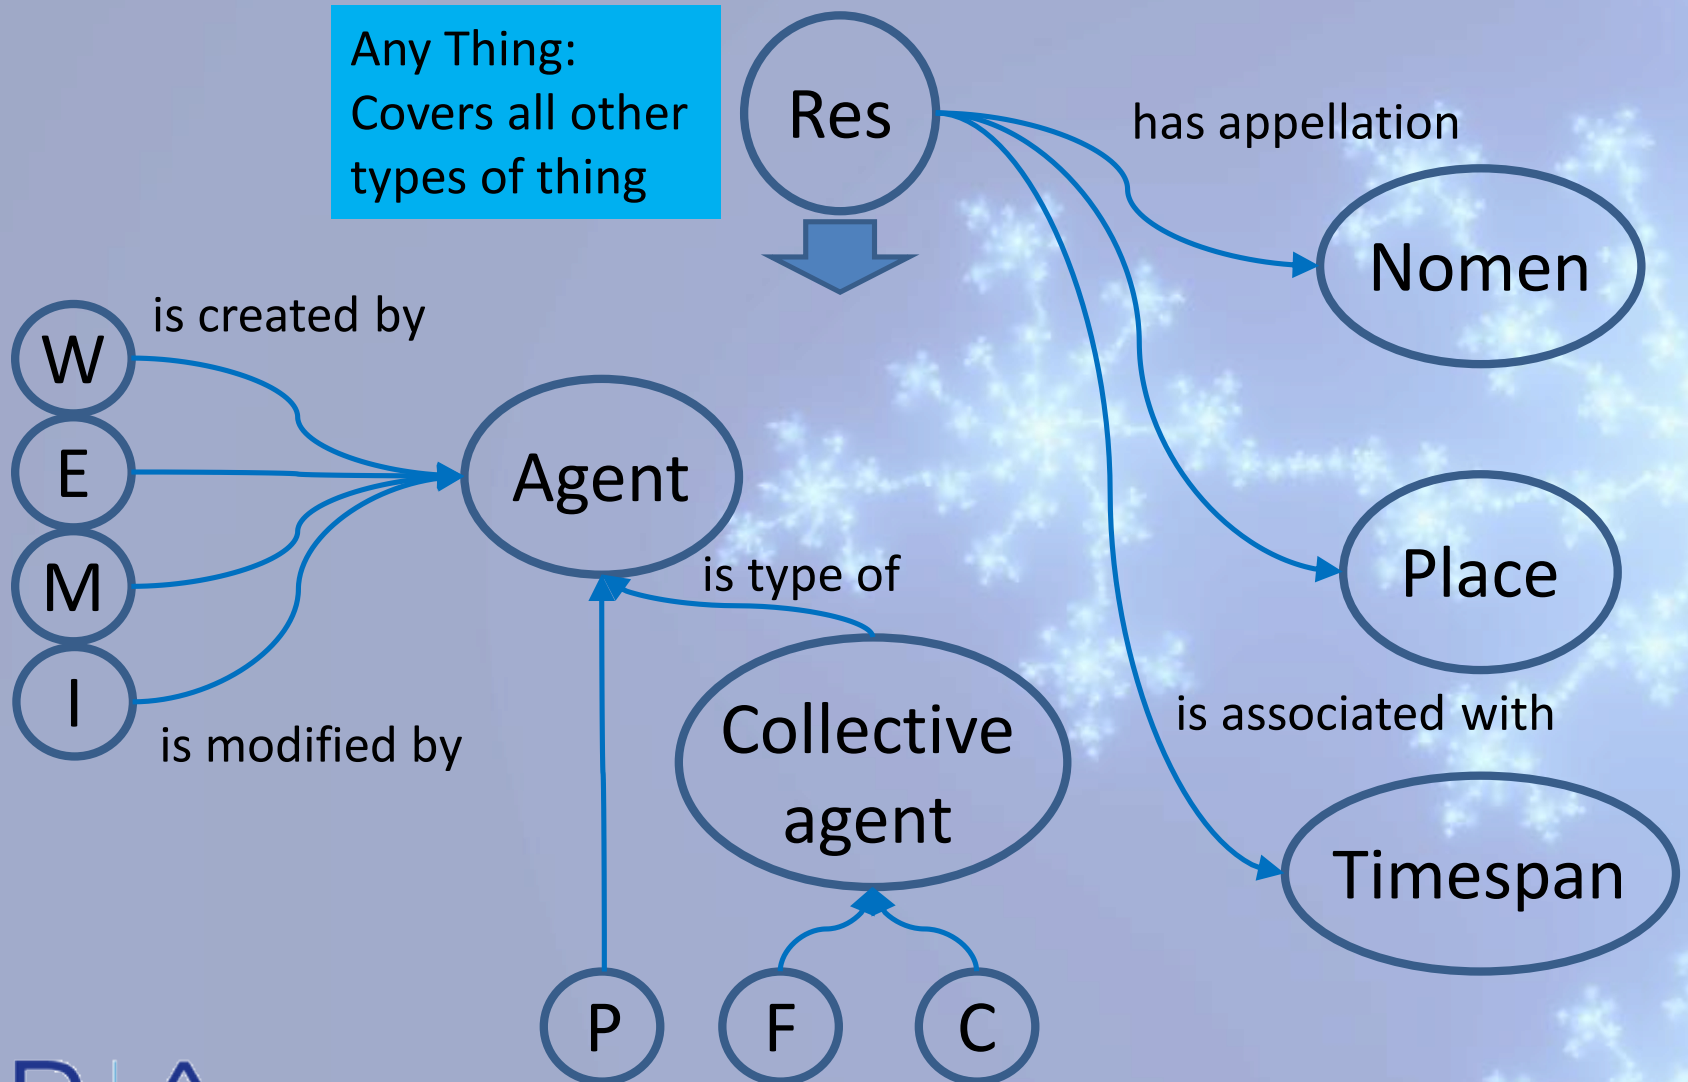 Any Thing:
Covers all other
types of thing
Res
has appellation
Nomen
is created by
W
E
M
I
Agent
is modified by
is type of
Place
Collective
agent
is associated with
Timespan
P
F
C